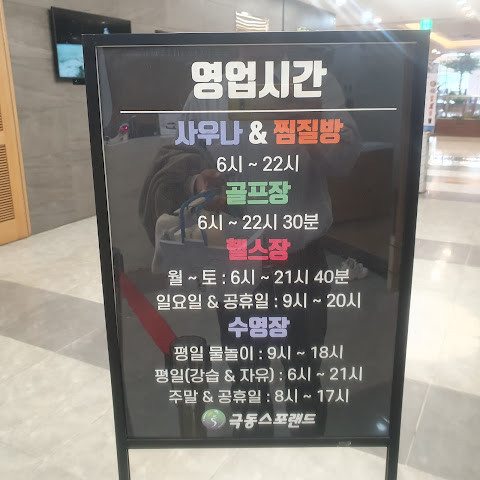 영업시간
사우나 & 찜질방
6시 ~ 22시
골프장
6시 ~ 22시 30분
헬스장
월 ~ 토 : 6시 ~ 21시 40분
일요일 & 공휴일 : 9시 ~ 20시
수영장
평일 물놀이 : 9시 ~ 18시
평일(강습 & 자유) : 6시 ~ 21시
주말 & 공휴일 : 8시 ~ 17시
극동스포랜드